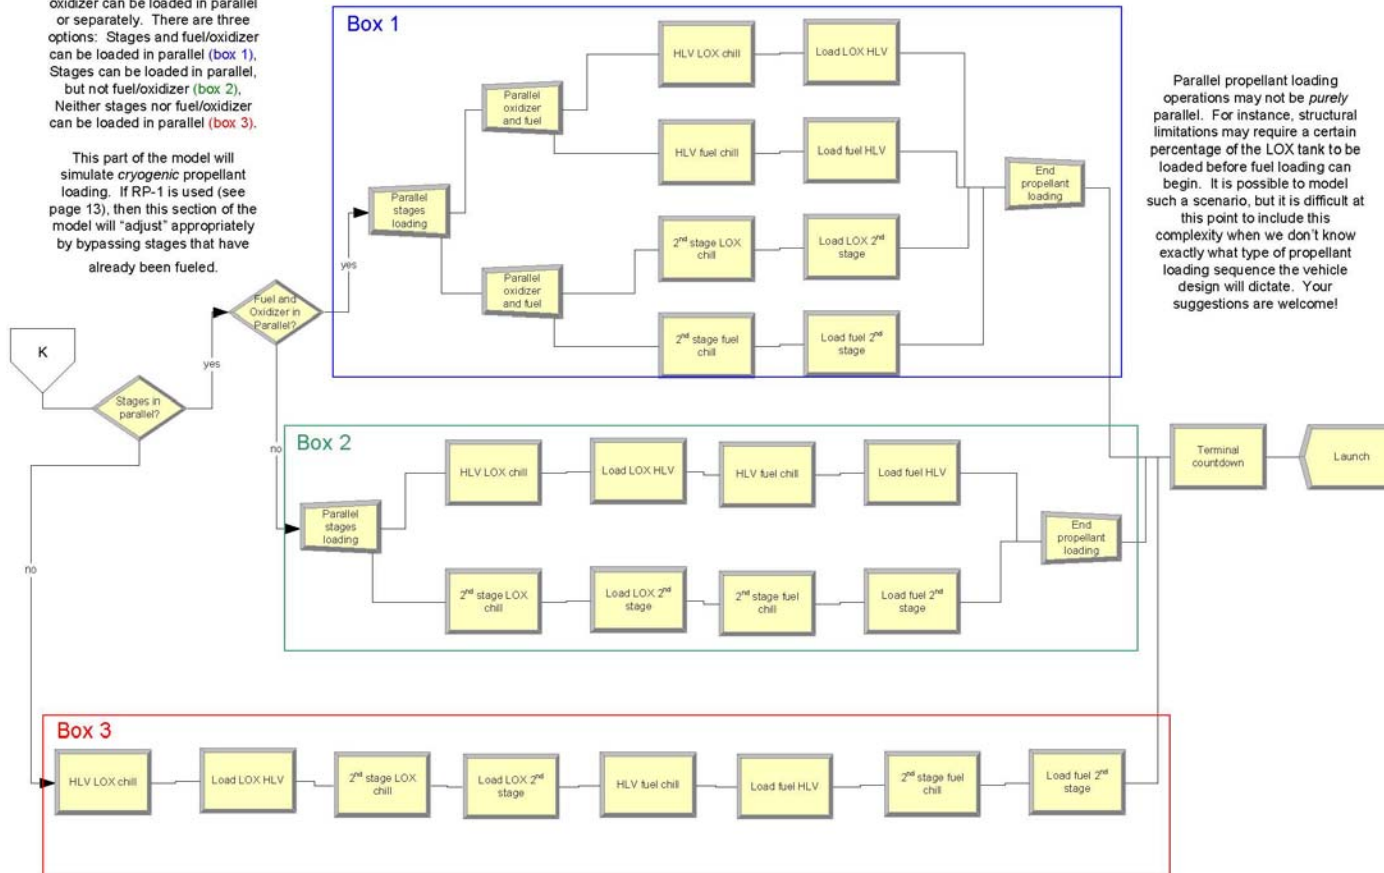 oxidizer can be loaded in parallel
or separately. There are three
options: Stages and fuel/oxidizer
can be loaded in parallel (box 1),
Stages can be loaded in parallel,
but not fuel/oxidizer (box 2),
Neither stages nor fuel/oxidizer
can be loaded in parallel (box 3).
This part of the model will
simulate cryogenic propellant
loading. If RP-1 is used (see
page 13), then this section of the
model will “adjust” appropriately
by bypassing stages that have
already been fueled.
K
Stages in
parallel?
yes
no
Fuel and
Oxidizer in
Parallel?
yes
no
Box 1
Parallel
stages
loading
Parallel
oxidizer
and fuel
HLV LOX chill
Load LOX HLV
HLV fuel chill
Load fuel HLV
Parallel
oxidizer
and fuel
2nd stage LOX
chill
Load LOX 2nd
stage
2nd stage fuel
chill
Load fuel 2nd
stage
End
propellant
loading
Parallel propellant loading
operations may not be purely
parallel. For instance, structural
limitations may require a certain
percentage of the LOX tank to be
loaded before fuel loading can
begin. It is possible to model
such a scenario, but it is difficult at
this point to include this
complexity when we don’t know
exactly what type of propellant
loading sequence the vehicle
design will dictate. Your
suggestions are welcome!
Box 2
Parallel
stages
loading
HLV LOX chill
Load LOX HLV
HLV fuel chill
Load fuel HLV
2nd stage LOX
chill
Load LOX 2nd
stage
2nd stage fuel
chill
Load fuel 2nd
stage
End
propellant
loading
Terminal
countdown
Launch
Box 3
HLV LOX chill
Load LOX HLV
2nd stage LOX
chill
Load LOX 2nd
stage
HLV fuel chill
Load fuel HLV
2nd stage fuel
chill
Load fuel 2nd
stage